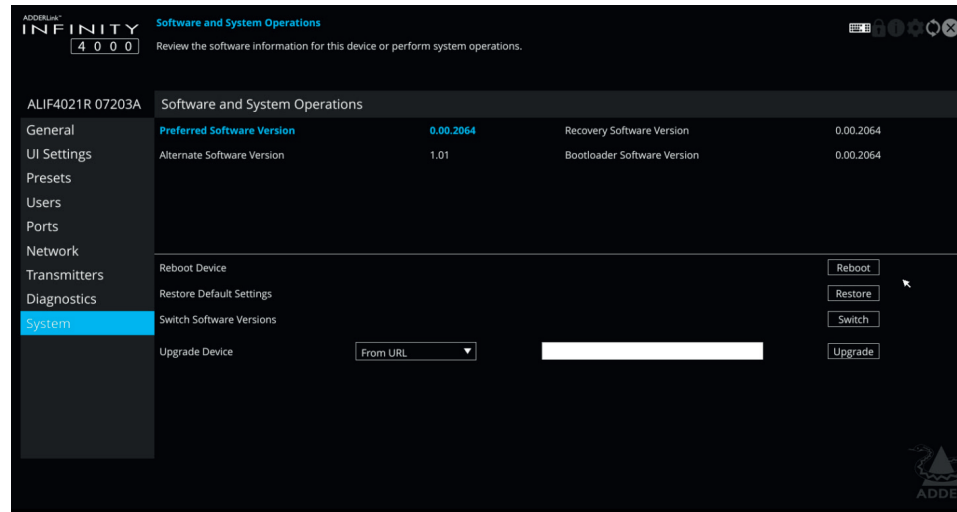 ADDERLink™
INFINITY
4000
Software and System Operations
Review the software information for this device or perform system operations.
ALIF4021R 07203A
Software and System Operations
General
UI Settings
Presets
Users
Ports
Network
Transmitters
Diagnostics
System
Preferred Software Version 0.00.2064 Recovery Software Version 0.00.2064
Alternate Software Version 1.01 Bootloader Software Version 0.00.2064
Reboot Device Reboot
Restore Default Settings Restore
Switch Software Versions Switch
Upgrade Device From URL Upgrade
ADDE